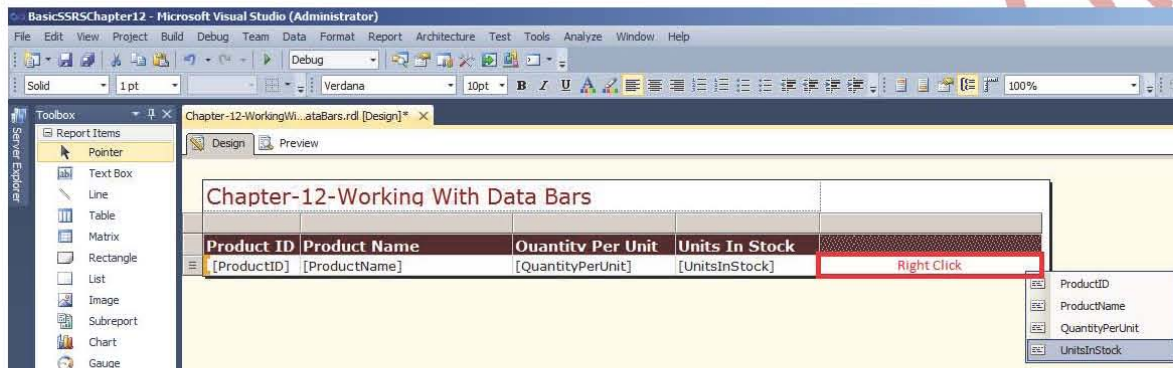 BasicSSRSChapter12 - Microsoft Visual Studio (Administrator)
File Edit View Project Build Debug Team Data Format Report Architecture Test Tools Analyze Window Help
Debug
Solid 1 pt Verdana 10pt B I U A 100%
Toolbox
Chapter-12-WorkingWi...ataBars.rdl [Design]*
Server Explorer
Report Items
Pointer
Text Box
Line
Table
Matrix
Rectangle
List
Image
Subreport
Chart
Gauge
Design Preview
Chapter-12-Working With Data Bars
Product ID Product Name Quantity Per Unit Units In Stock
[ProductID] [ProductName] [QuantityPerUnit] [UnitsInStock] Right Click
ProductID
ProductName
QuantityPerUnit
UnitsInStock